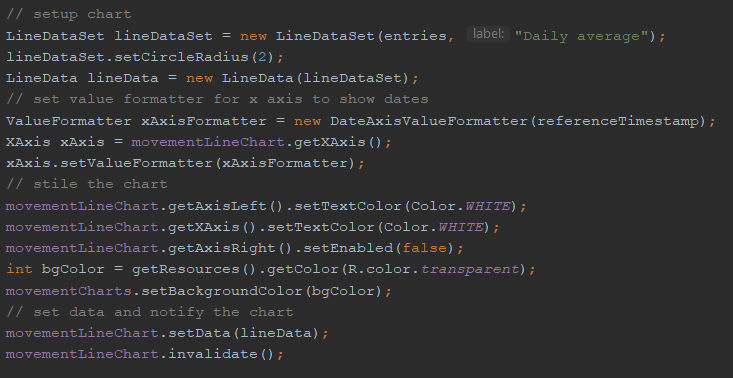 // setup chart
LineDataSet lineDataSet = new LineDataSet(entries, label: "Daily average");
lineDataSet.setCircleRadius(2);
LineData lineData = new LineData(lineDataSet);
// set value formatter for x axis to show dates
ValueFormatter xAxisFormatter = new DateAxisValueFormatter(referenceTimestamp);
XAxis xAxis = movementLineChart.getXAxis();
xAxis.setValueFormatter(xAxisFormatter);
// stile the chart
movementLineChart.getAxisLeft().setTextColor(Color.WHITE);
movementLineChart.getXAxis().setTextColor(Color.WHITE);
movementLineChart.getAxisRight().setEnabled(false);
int bgColor = getResources().getColor(R.color.transparent);
movementCharts.setBackgroundColor(bgColor);
// set data and notify the chart
movementLineChart.setData(lineData);
movementLineChart.invalidate();